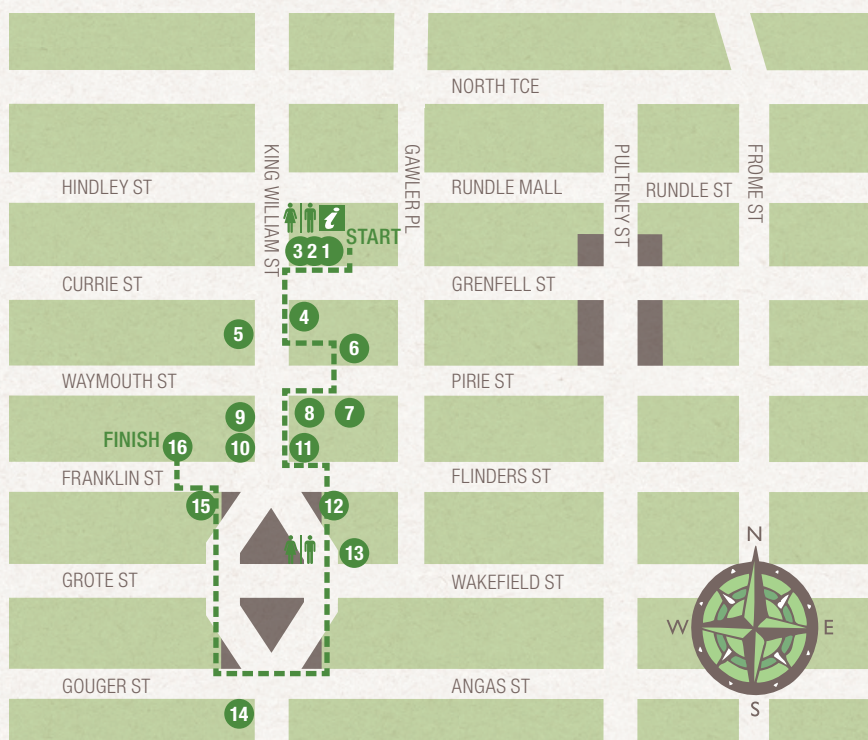 NORTH TCE
KING WILLIAM ST
GAWLER PL
PULTENEY ST
FROME ST
HINDLEY ST
RUNDLE MALL
RUNDLE ST
i
START
3 2 1
CURRIE ST
GRENFELL ST
4
5
6
WAYMOUTH ST
PIRIE ST
9
8
7
FINISH 16
10
11
FRANKLIN ST
FLINDERS ST
15
12
13
N
W
E
S
GROTE ST
WAKEFIELD ST
GOUGER ST
ANGAS ST
14